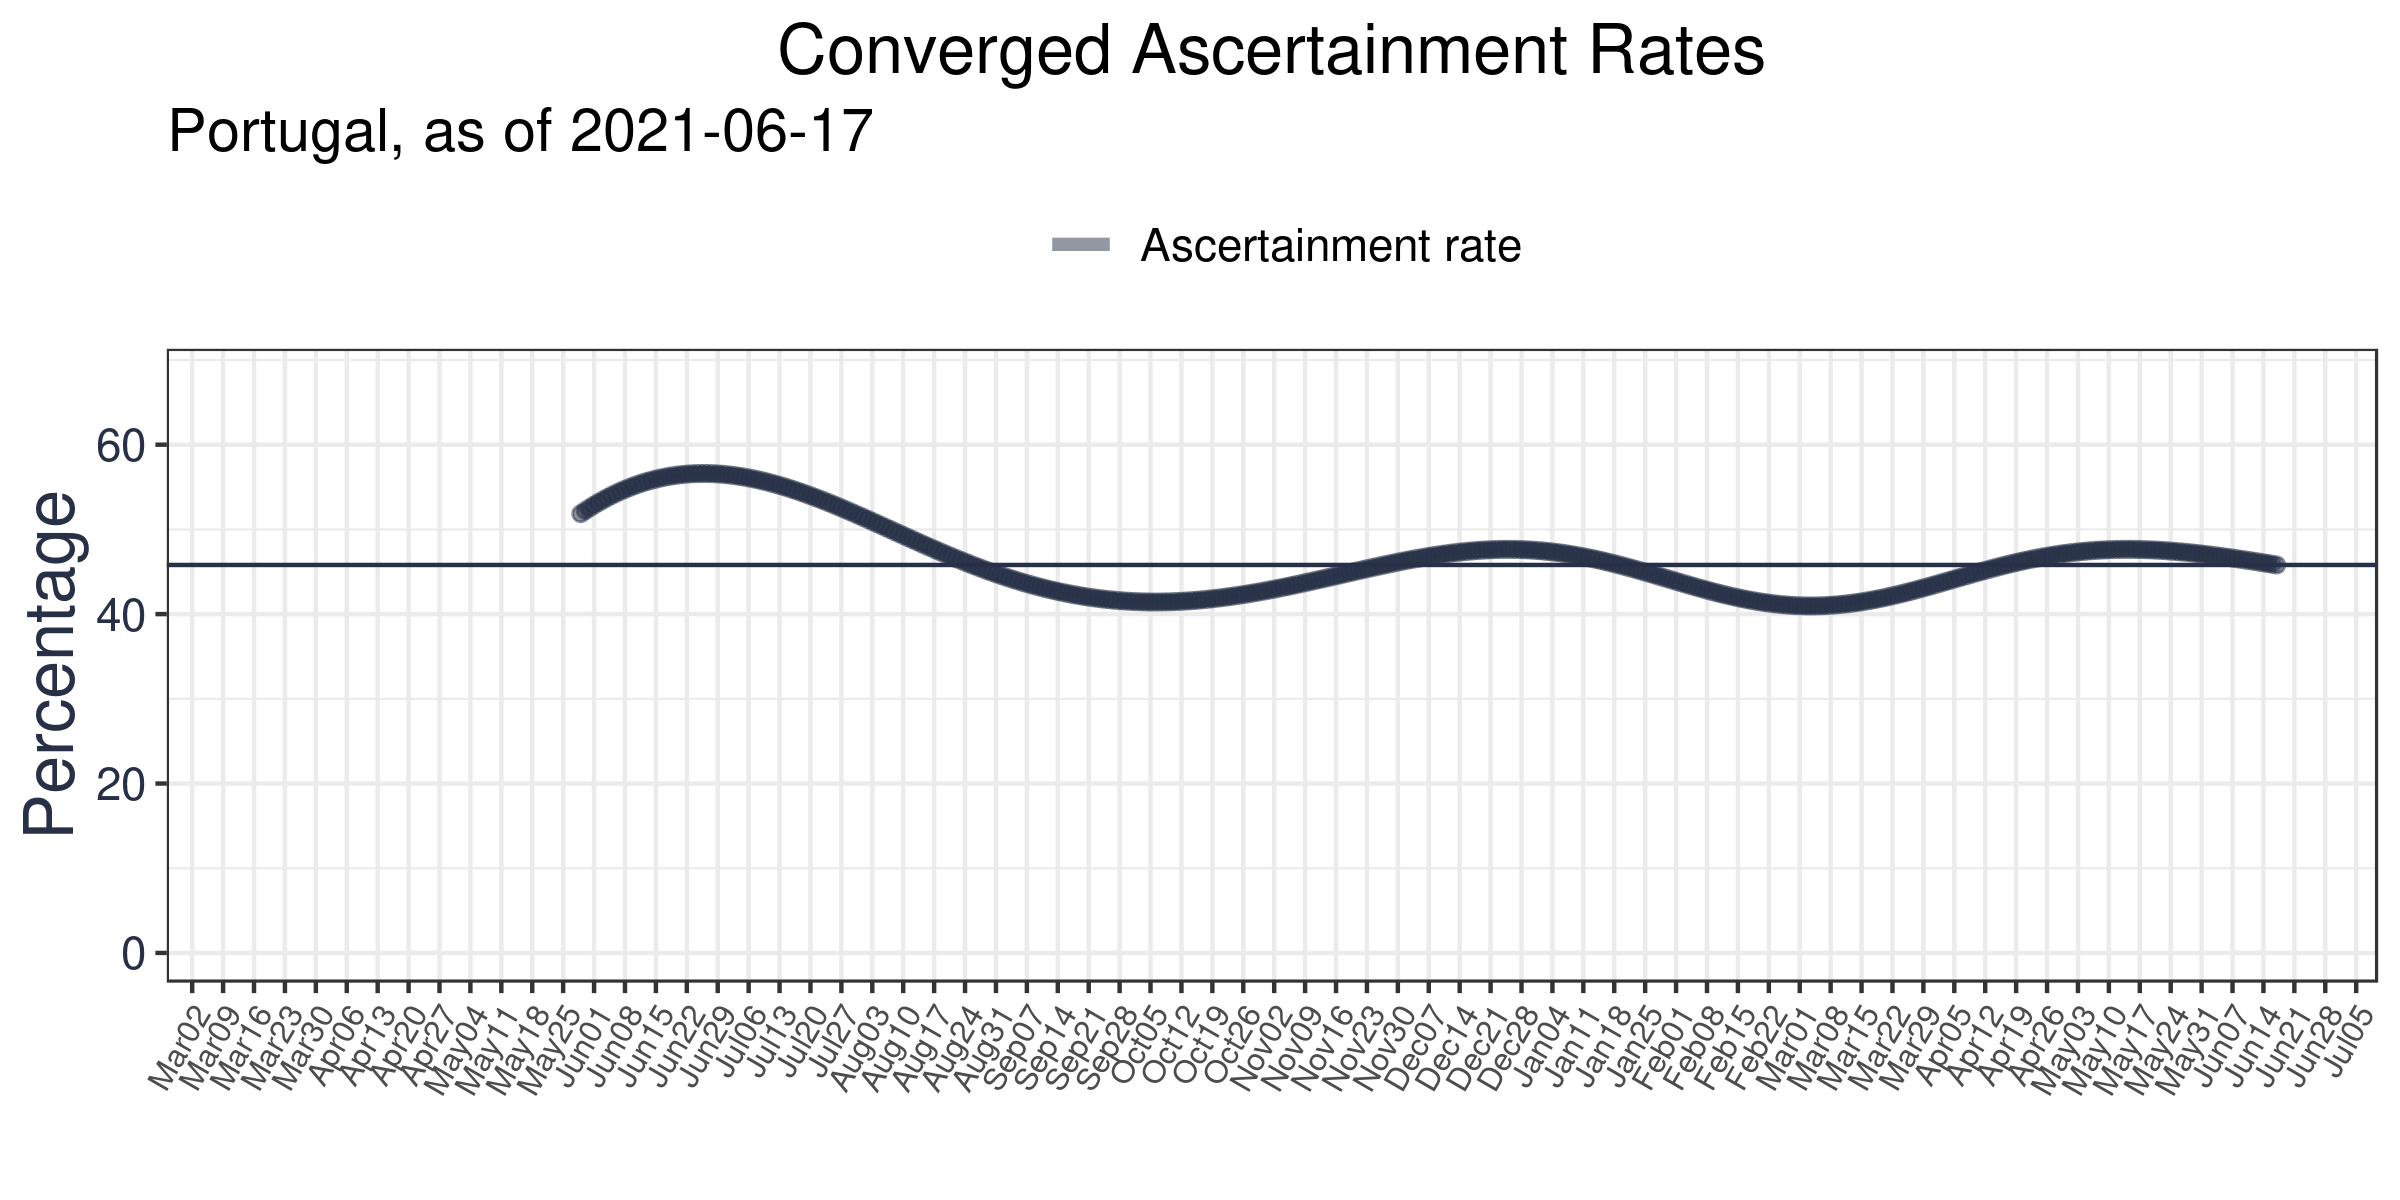 Converged Ascertainment Rates
Portugal, as of 2021-06-17
Ascertainment rate
Percentage
60
40
20
0
Mar02
Mar09
Mar16
Mar23
Mar30
Apr06
Apr13
Apr20
Apr27
May04
May11
May18
May25
Jun01
Jun08
Jun15
Jun22
Jun29
Jul06
Jul13
Jul20
Jul27
Aug03
Aug10
Aug17
Aug24
Aug31
Sep07
Sep14
Sep21
Sep28
Oct05
Oct12
Oct19
Oct26
Nov02
Nov09
Nov16
Nov23
Nov30
Dec07
Dec14
Dec21
Dec28
Jan04
Jan11
Jan18
Jan25
Feb01
Feb08
Feb15
Feb22
Mar01
Mar08
Mar15
Mar22
Mar29
Apr05
Apr12
Apr19
Apr26
May03
May10
May17
May24
May31
Jun07
Jun14
Jun21
Jun28
Jul05